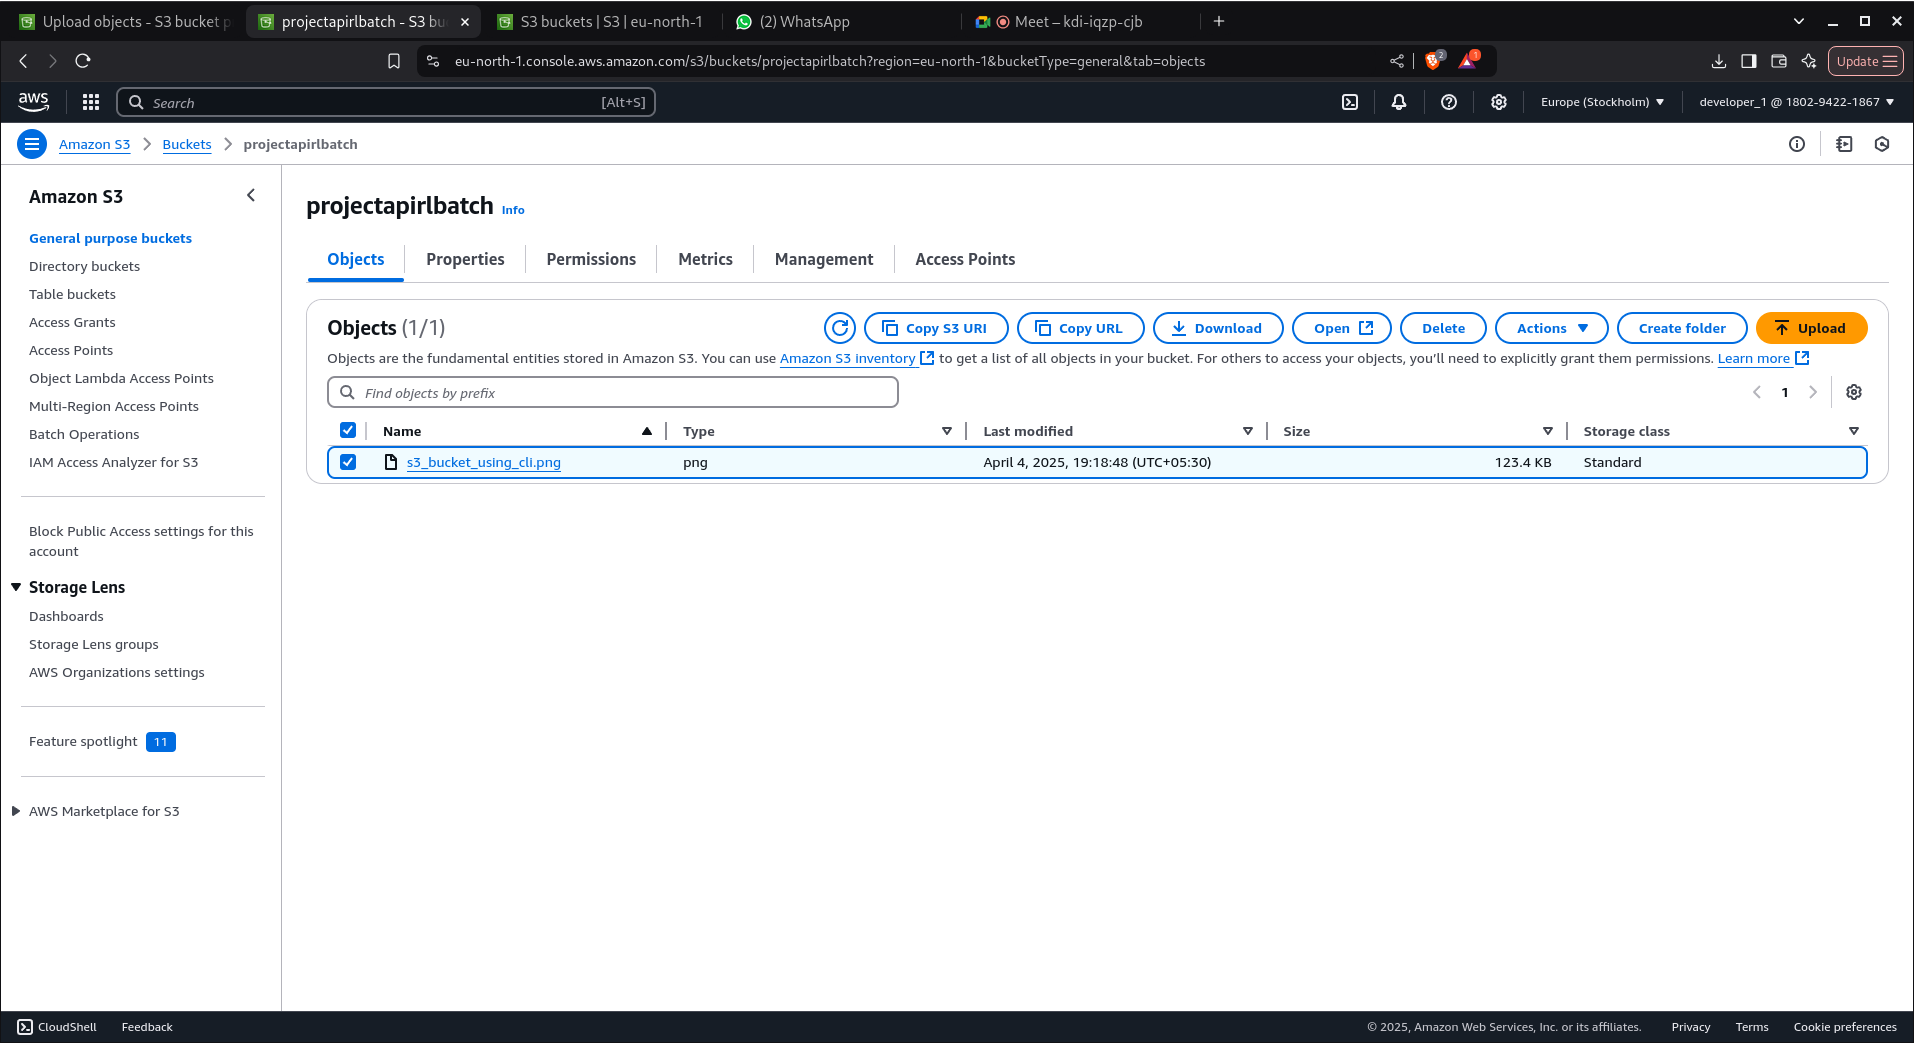 Upload objects - S3 bucket p
projectapirlbatch - S3 bu
S3 buckets | S3 | eu-north-1
(2) WhatsApp
Meet – kdi-iqzp-cjb
eu-north-1.console.aws.amazon.com/s3/buckets/projectapirlbatch?region=eu-north-1&bucketType=general&tab=objects
2
1
Update
aws
Search
[Alt+S]
Europe (Stockholm)
developer_1 @ 1802-9422-1867
Amazon S3
Buckets
projectapirlbatch
Amazon S3
General purpose buckets
Directory buckets
Table buckets
Access Grants
Access Points
Object Lambda Access Points
Multi-Region Access Points
Batch Operations
IAM Access Analyzer for S3
Block Public Access settings for this
account
Storage Lens
Dashboards
Storage Lens groups
AWS Organizations settings
Feature spotlight 11
AWS Marketplace for S3
projectapirlbatch Info
Objects
Properties
Permissions
Metrics
Management
Access Points
Objects (1/1)
Copy S3 URI
Copy URL
Download
Open
Delete
Actions
Create folder
Upload
Objects are the fundamental entities stored in Amazon S3. You can use Amazon S3 inventory to get a list of all objects in your bucket. For others to access your objects, you'll need to explicitly grant them permissions. Learn more
Find objects by prefix
1
Name
Type
Last modified
Size
Storage class
s3_bucket_using_cli.png
png
April 4, 2025, 19:18:48 (UTC+05:30)
123.4 KB
Standard
CloudShell
Feedback
© 2025, Amazon Web Services, Inc. or its affiliates.
Privacy
Terms
Cookie preferences